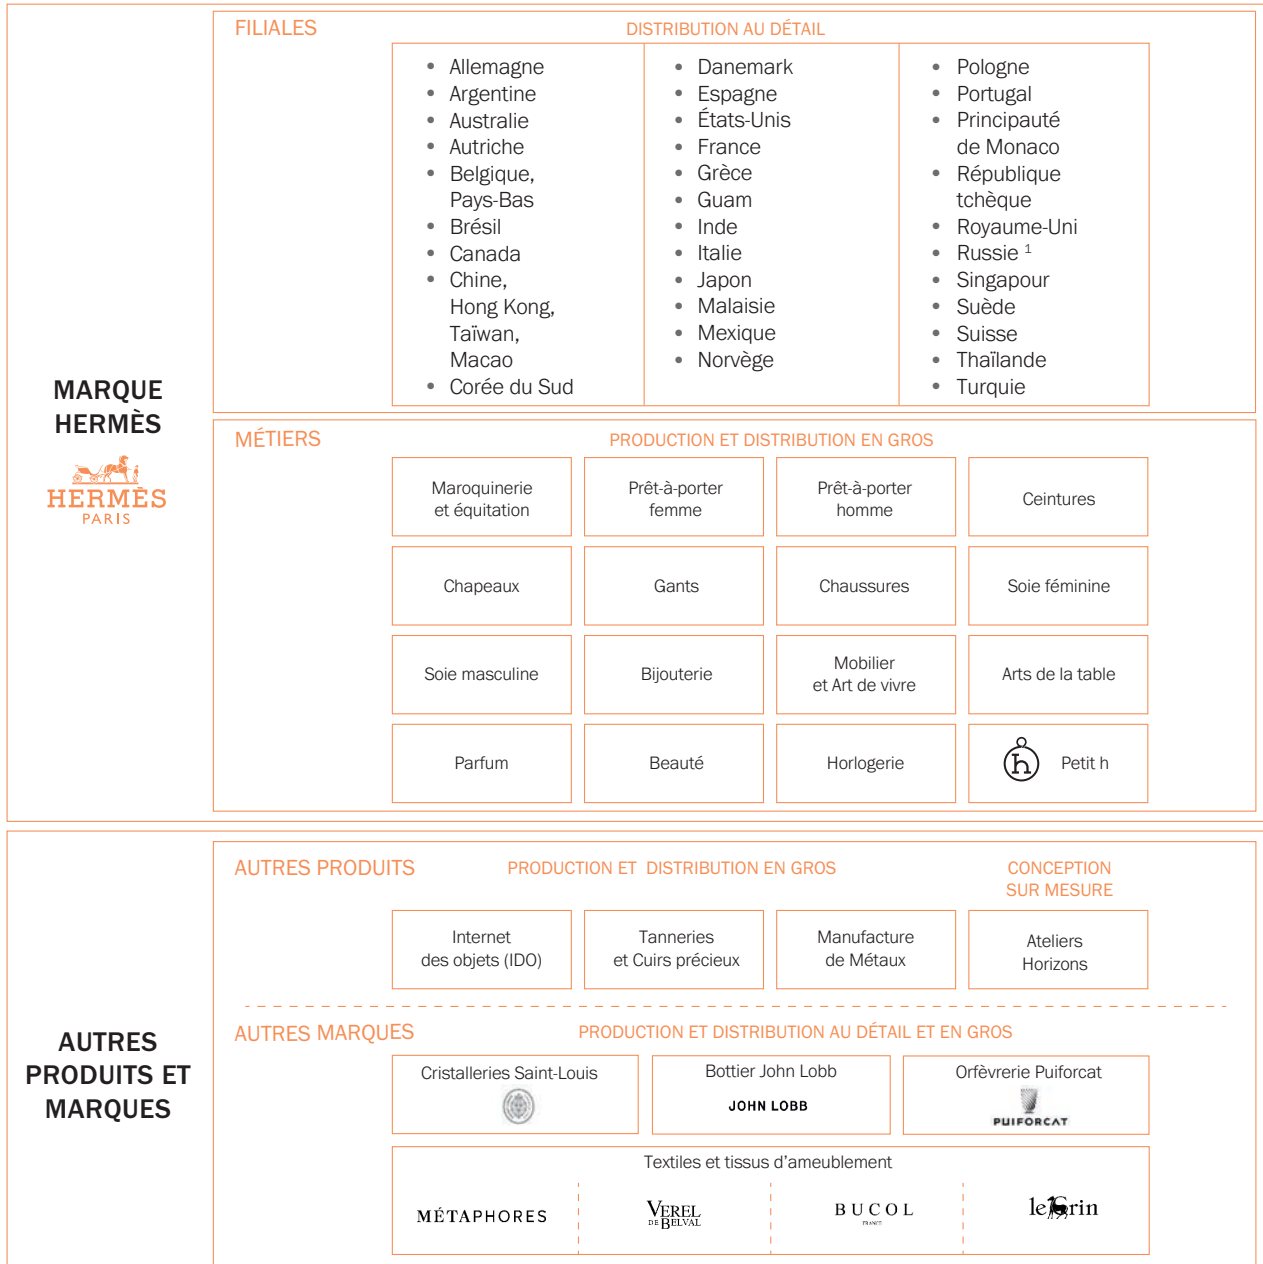 FILIALES
DISTRIBUTION AU DÉTAIL
• Allemagne
• Argentine
• Australie
• Autriche
• Belgique,
Pays-Bas
• Brésil
• Canada
• Chine,
Hong Kong,
Taïwan,
Macao
• Corée du Sud
• Danemark
• Espagne
• États-Unis
• France
• Grèce
• Guam
• Inde
• Italie
• Japon
• Malaisie
• Mexique
• Norvège
• Pologne
• Portugal
• Principauté
de Monaco
• République
tchèque
• Royaume-Uni
• Russie 1
• Singapour
• Suède
• Suisse
• Thaïlande
• Turquie
MARQUE
HERMÈS
HERMÈS
PARIS
MÉTIERS
PRODUCTION ET DISTRIBUTION EN GROS
Maroquinerie
et équitation
Prêt-à-porter
femme
Prêt-à-porter
homme
Ceintures
Chapeaux
Gants
Chaussures
Soie féminine
Soie masculine
Bijouterie
Mobilier
et Art de vivre
Arts de la table
Parfum
Beauté
Horlogerie
h Petit h
AUTRES
PRODUITS ET
MARQUES
AUTRES PRODUITS
PRODUCTION ET DISTRIBUTION EN GROS
CONCEPTION
SUR MESURE
Internet
des objets (IDO)
Tanneries
et Cuirs précieux
Manufacture
de Métaux
Ateliers
Horizons
AUTRES MARQUES
PRODUCTION ET DISTRIBUTION AU DÉTAIL ET EN GROS
Cristalleries Saint-Louis
Bottier John Lobb
JOHN LOBB
Orfèvrerie Puiforcat
PUIFORCAT
Textiles et tissus d'ameublement
MÉTAPHORES
VEREL
DE BELVAL
BUCOL
FRANCE
le Crin